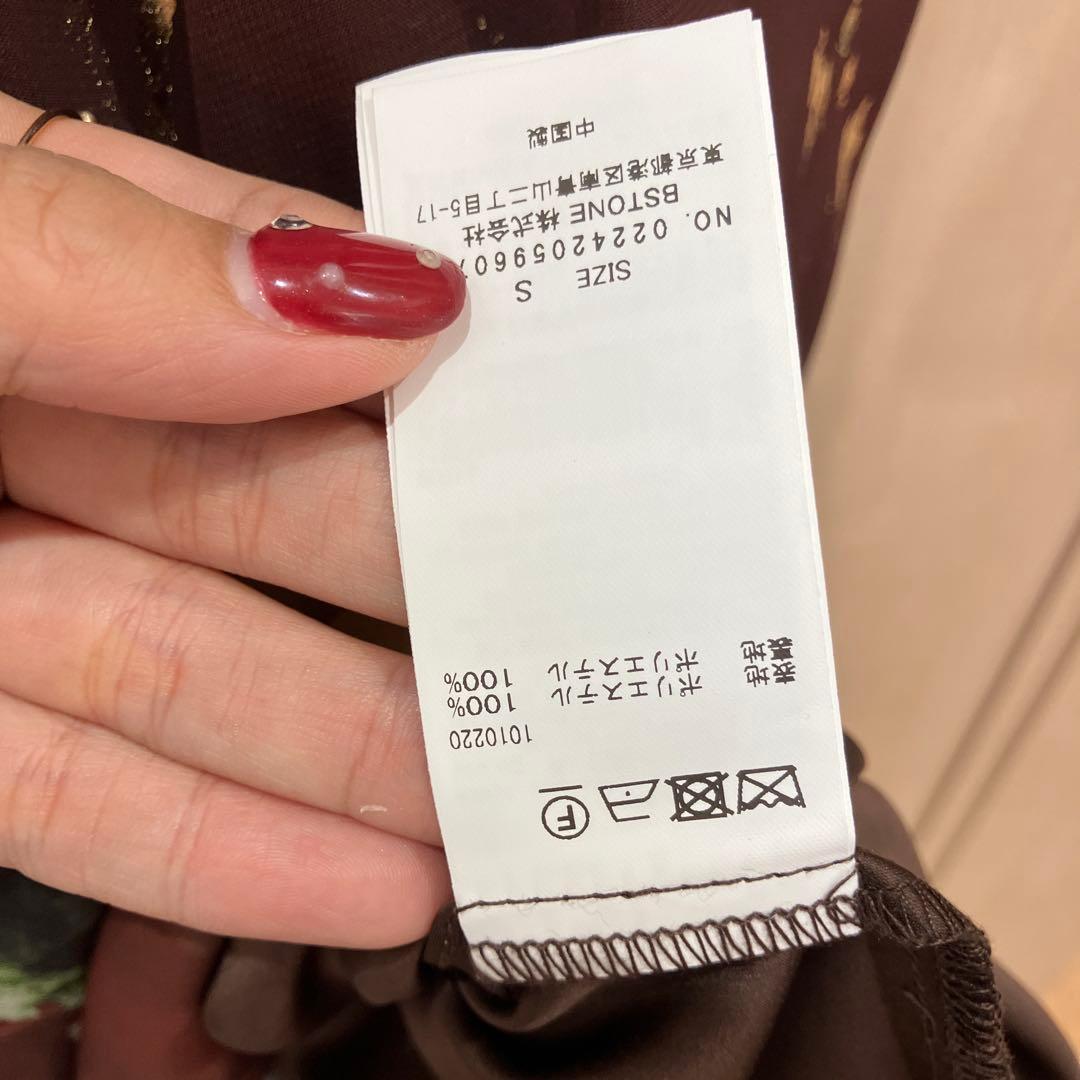 1010220
ポリエステル 100%
ポリエステル 100%
SIZE S
NO. 02242059607
BSTONE 株式会社
東京都港区南青山二丁目5-17
中国製